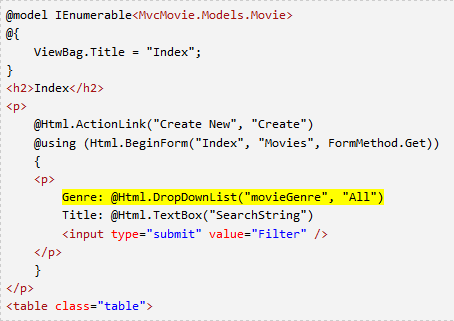 @model IEnumerable<MvcMovie.Models.Movie>
@{
    ViewBag.Title = "Index";
}
<h2>Index</h2>
<p>
    @Html.ActionLink("Create New", "Create")
    @using (Html.BeginForm("Index", "Movies", FormMethod.Get))
    {
    <p>
        Genre: @Html.DropDownList("movieGenre", "All")
        Title: @Html.TextBox("SearchString")
        <input type="submit" value="Filter" />
    </p>
    }
</p>
<table class="table">